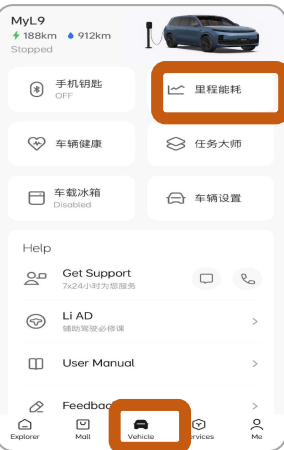 MyL9
188km 912km
Stopped
手机钥匙
OFF
里程能耗
车辆健康
任务大师
车载冰箱
Disabled
车辆设置
Help
Get Support
7x24小时为您服务
Li AD
辅助驾驶必修课
User Manual
Feedbac
Explorer Mall Vehicle rvices Me